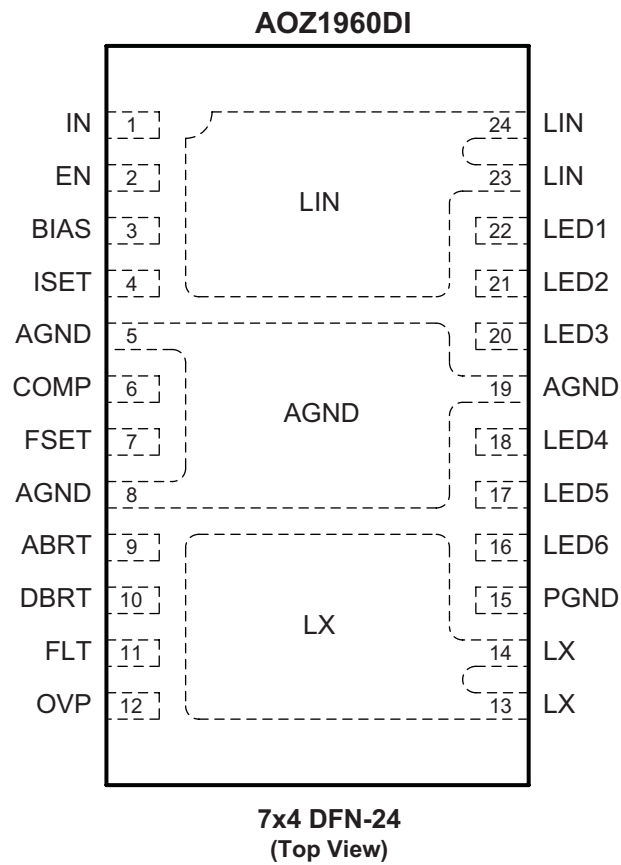 AOZ1960DI
IN 1 24 LIN
EN 2 23 LIN
LIN
BIAS 3 22 LED1
ISET 4 21 LED2
AGND 5 20 LED3
COMP 6 19 AGND
AGND
FSET 7 18 LED4
AGND 8 17 LED5
ABRT 9 16 LED6
DBRT 10 15 PGND
LX
FLT 11 14 LX
OVP 12 13 LX
7x4 DFN-24
(Top View)